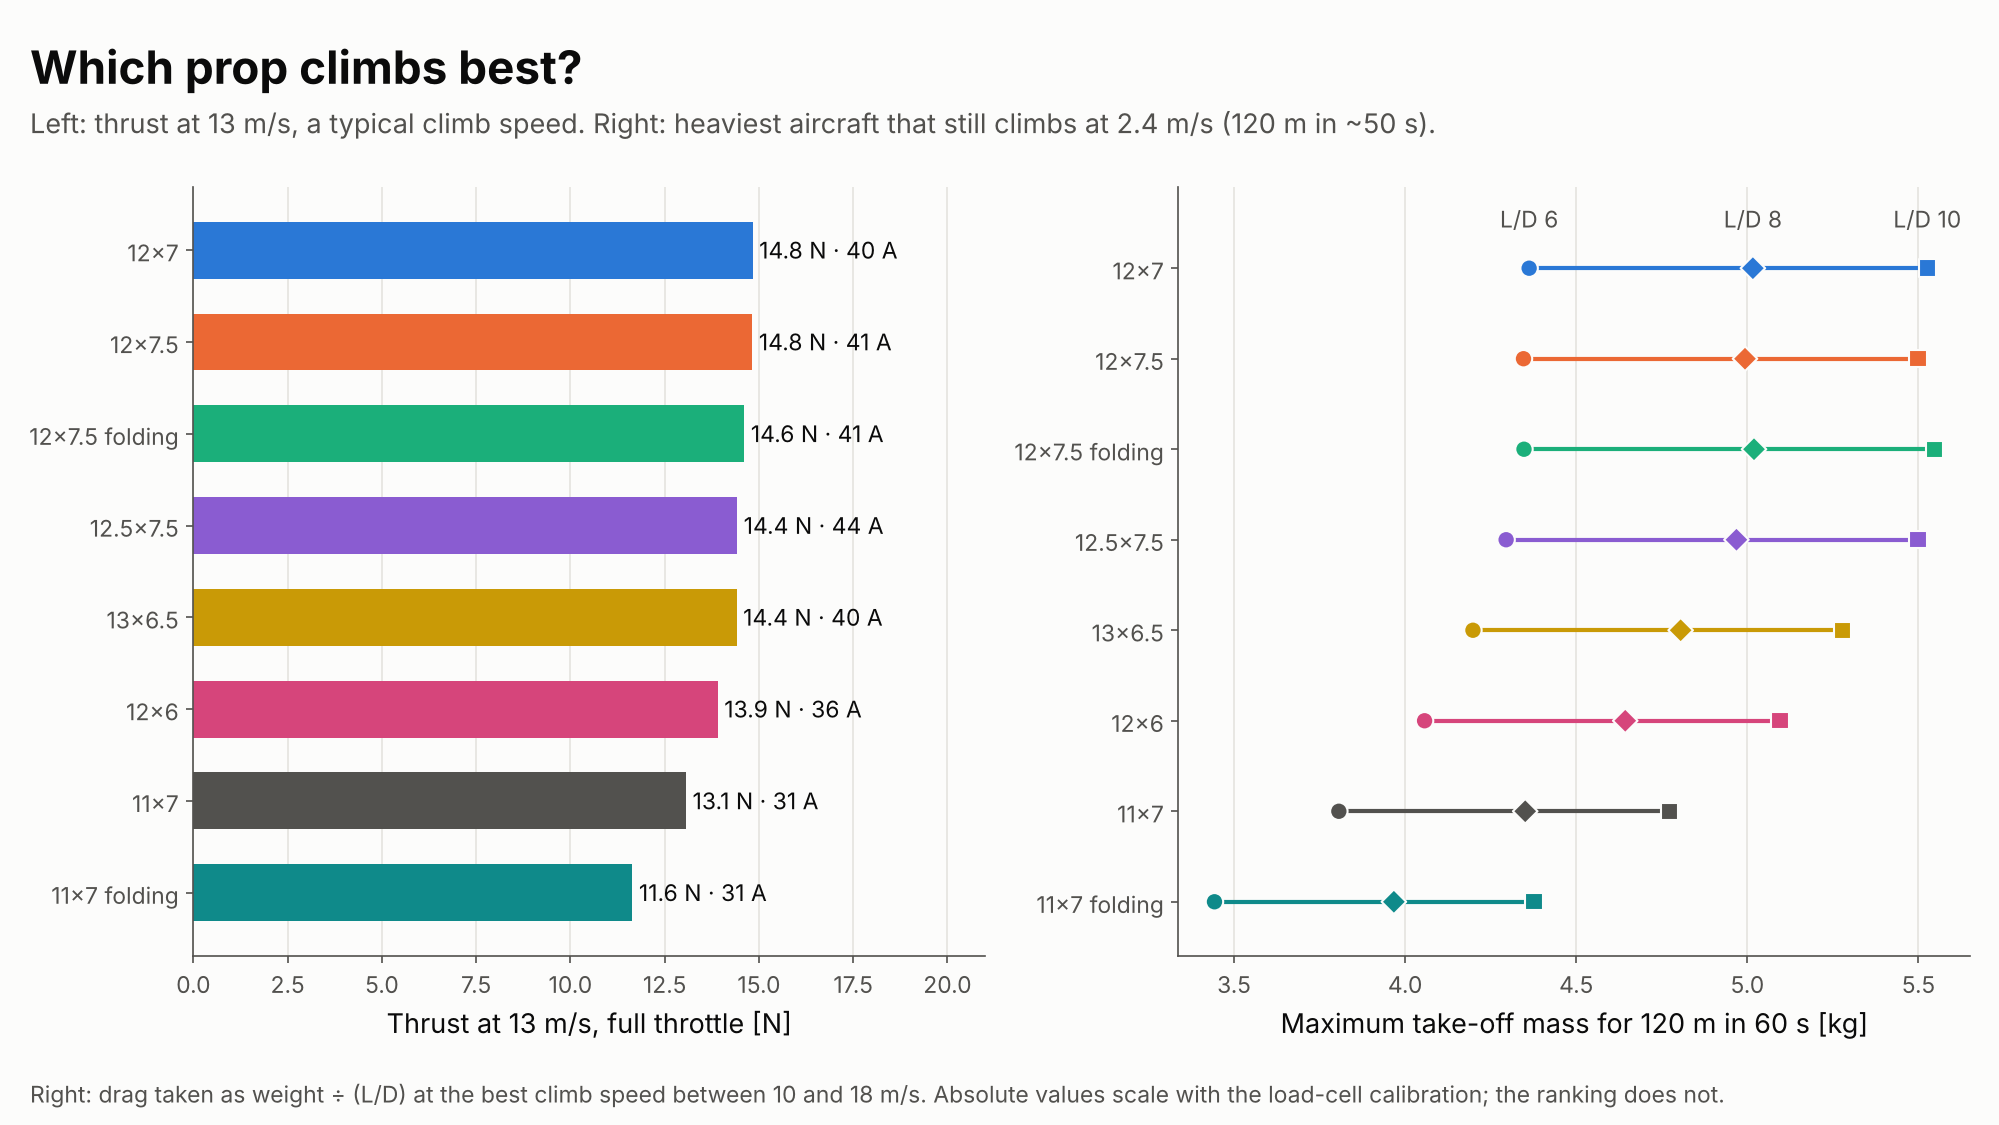 Which prop climbs best?
Left: thrust at 13 m/s, a typical climb speed. Right: heaviest aircraft that still climbs at 2.4 m/s (120 m in ~50 s).
12×7
14.8 N · 40 A
12×7.5
14.8 N · 41 A
12×7.5 folding
14.6 N · 41 A
12.5×7.5
14.4 N · 44 A
13×6.5
14.4 N · 40 A
12×6
13.9 N · 36 A
11×7
13.1 N · 31 A
11×7 folding
11.6 N · 31 A
0.0 2.5 5.0 7.5 10.0 12.5 15.0 17.5 20.0
Thrust at 13 m/s, full throttle [N]
L/D 6 L/D 8 L/D 10
12×7
12×7.5
12×7.5 folding
12.5×7.5
13×6.5
12×6
11×7
11×7 folding
3.5 4.0 4.5 5.0 5.5
Maximum take-off mass for 120 m in 60 s [kg]
Right: drag taken as weight ÷ (L/D) at the best climb speed between 10 and 18 m/s. Absolute values scale with the load-cell calibration; the ranking does not.